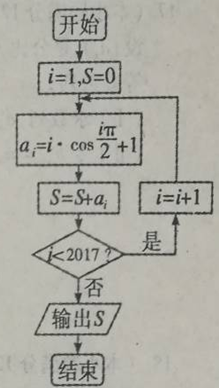 开始
i=1,S=0
a_i=i·cos\frac{iπ}{2}+1
S=S+a_i
i=i+1
i<2017?
是
否
输出S
结束